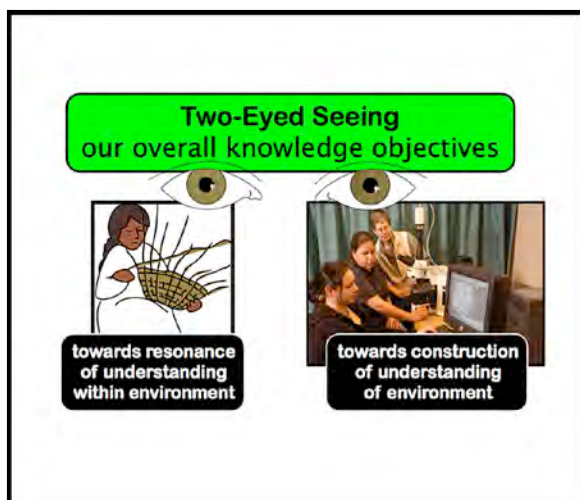 Two-Eyed Seeing
our overall knowledge objectives
towards resonance
of understanding
within environment
towards construction
of understanding
of environment